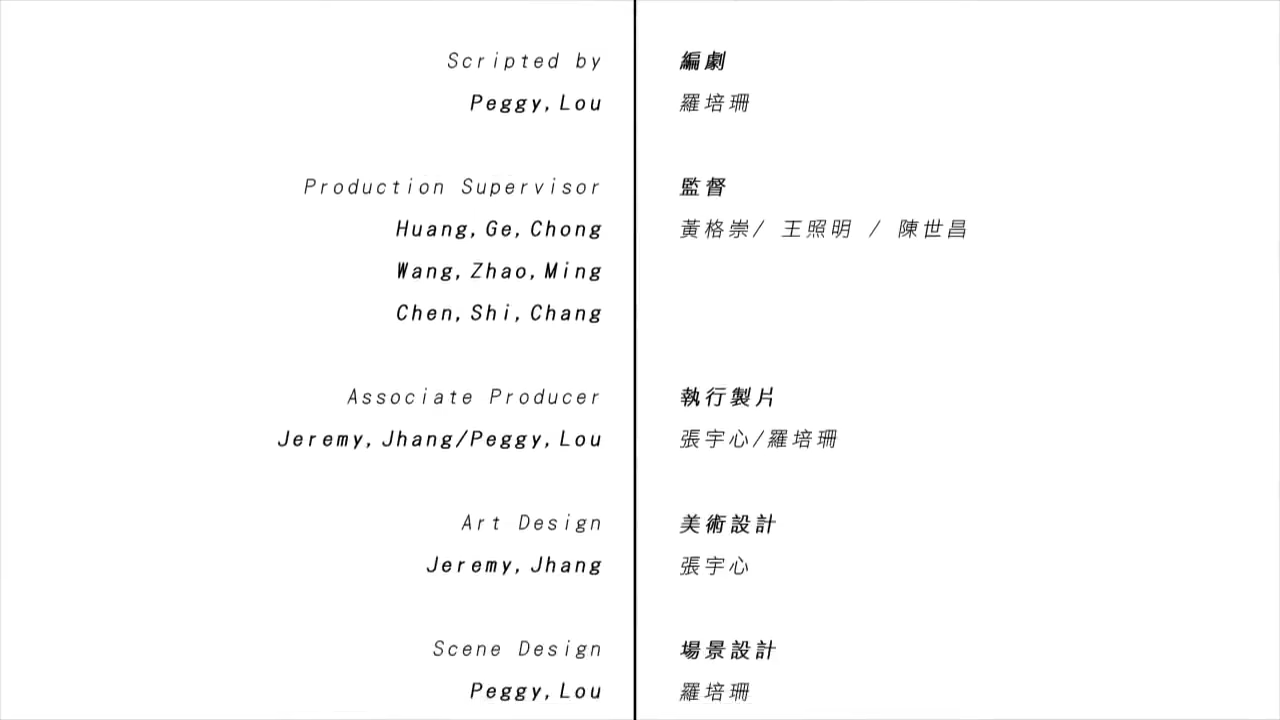 Scripted by
Peggy, Lou
Production Supervisor
Huang, Ge, Chong
Wang, Zhao, Ming
Chen, Shi, Chang
Associate Producer
Jeremy, Jhang/Peggy, Lou
Art Design
Jeremy, Jhang
Scene Design
Peggy, Lou
編劇
羅培珊
監督
黃格崇/ 王照明 / 陳世昌
執行製片
張宇心/羅培珊
美術設計
張宇心
場景設計
羅培珊